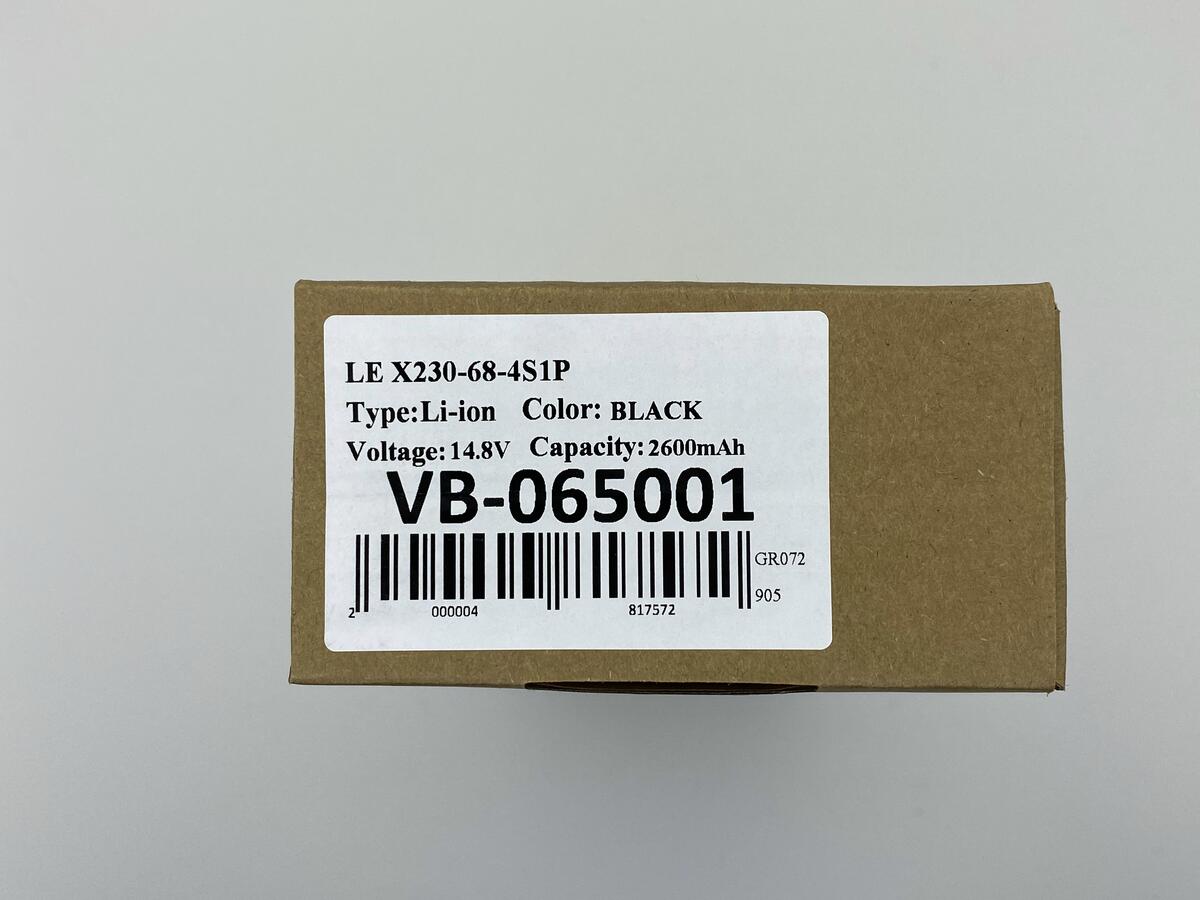 LE X230-68-4S1P
Type:Li-ion Color: BLACK
Voltage: 14.8V Capacity: 2600mAh
VB-065001
GR072
905
2 000004 817572